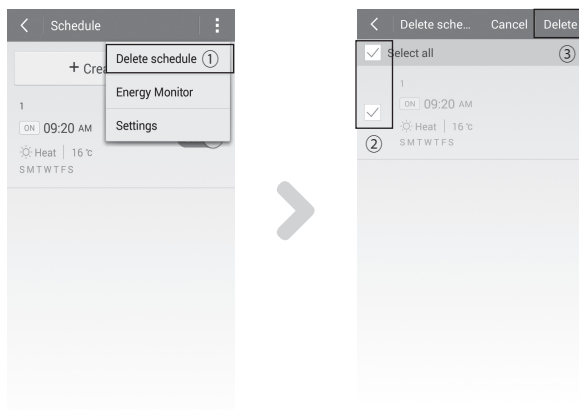 Schedule
+ Crea
Delete schedule ①
Energy Monitor
Settings
1
ON 09:20 AM
Heat | 16 ℃
SMTWTFS
Delete sche... Cancel Delete
Select all ③
1
ON 09:20 AM
Heat | 16 ℃
② SMTWTFS